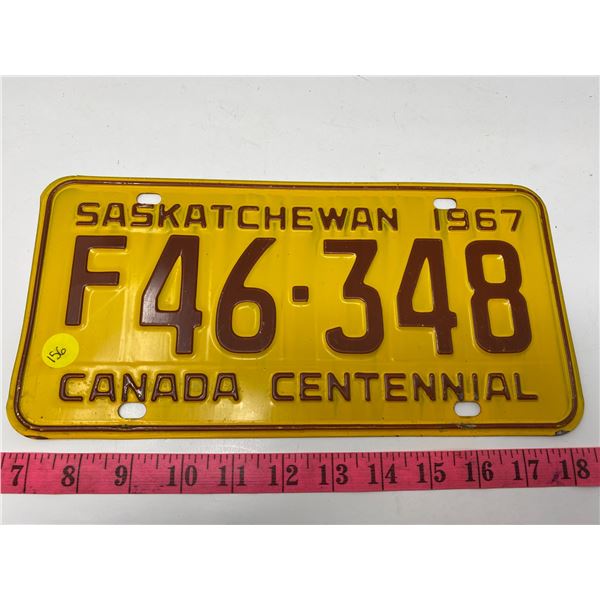 SASKATCHEWAN 1967
F46·348
156
CANADA CENTENNIAL
7 8 9 10 11 12 13 14 15 16 17 18